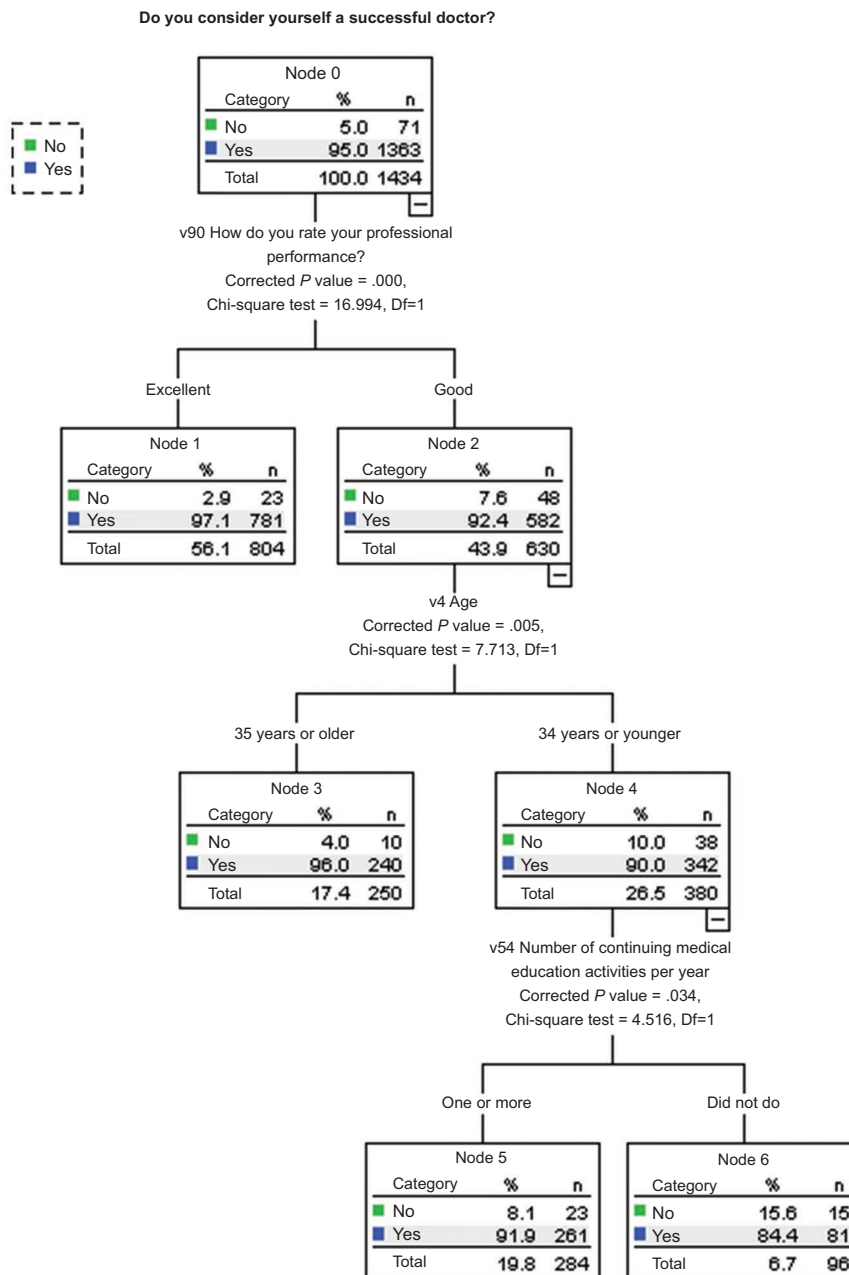 Do you consider yourself a successful doctor?
No
Yes
Node 0
Category % n
No 5.0 71
Yes 95.0 1363
Total 100.0 1434
v90 How do you rate your professional
performance?
Corrected P value = .000,
Chi-square test = 16.994, Df=1
Excellent
Good
Node 1
Category % n
No 2.9 23
Yes 97.1 781
Total 56.1 804
Node 2
Category % n
No 7.6 48
Yes 92.4 582
Total 43.9 630
v4 Age
Corrected P value = .005,
Chi-square test = 7.713, Df=1
35 years or older
34 years or younger
Node 3
Category % n
No 4.0 10
Yes 96.0 240
Total 17.4 250
Node 4
Category % n
No 10.0 38
Yes 90.0 342
Total 26.5 380
v54 Number of continuing medical
education activities per year
Corrected P value = .034,
Chi-square test = 4.516, Df=1
One or more
Did not do
Node 5
Category % n
No 8.1 23
Yes 91.9 261
Total 19.8 284
Node 6
Category % n
No 15.6 15
Yes 84.4 81
Total 6.7 96